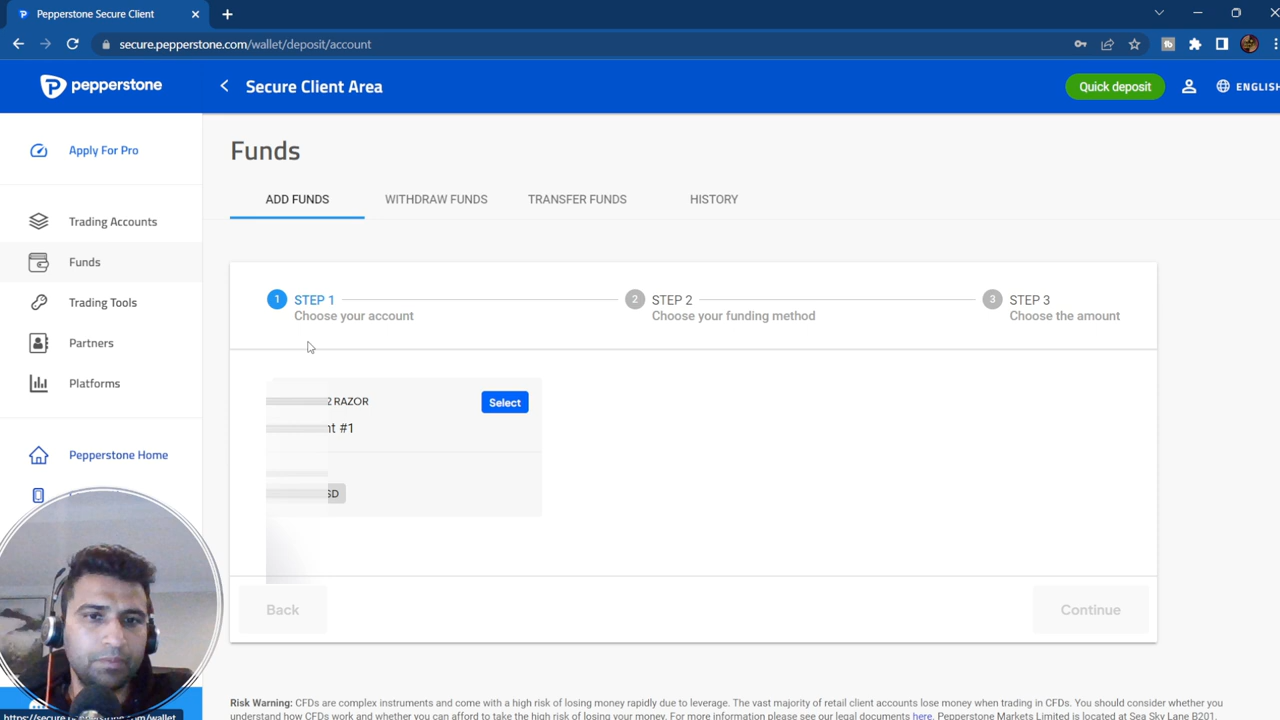 Pepperstone Secure Client
secure.pepperstone.com/wallet/deposit/account
pepperstone
Secure Client Area
Quick deposit
ENGLISH
Apply For Pro
Trading Accounts
Funds
Trading Tools
Partners
Platforms
Pepperstone Home
Funds
ADD FUNDS
WITHDRAW FUNDS
TRANSFER FUNDS
HISTORY
1 STEP 1
Choose your account
2 STEP 2
Choose your funding method
3 STEP 3
Choose the amount
2 RAZOR
Select
#1
SD
Back
Continue
Risk Warning: CFDs are complex instruments and come with a high risk of losing money rapidly due to leverage. The vast majority of retail client accounts lose money when trading in CFDs. You should consider whether you
understand how CFDs work and whether you can afford to take the high risk of losing your money. For more information please see our legal documents here. Pepperstone Markets Limited is located at Sea Sky Lane B201,
https://secure.pepperstone.com/wallet